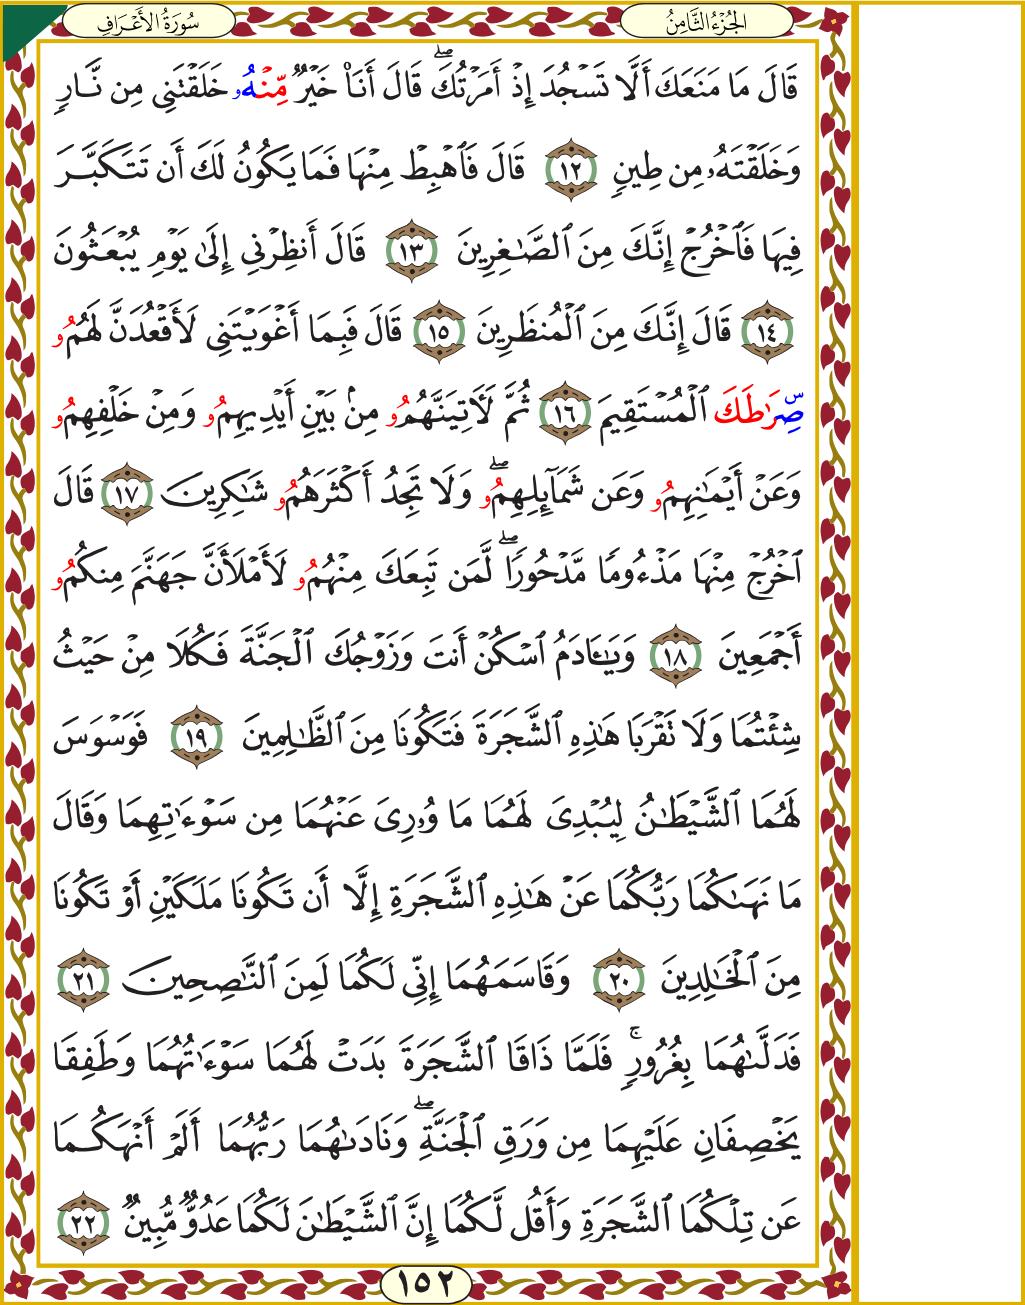 الجُزْءُ الثَّامِنُ
سُورَةُ الأَعْرَافِ
قَالَ مَا مَنَعَكَ أَلَّا تَسْجُدَ إِذْ أَمَرْتُكَ ۖ قَالَ أَنَا۠ خَيْرٌ مِّنْهُۥ خَلَقْتَنِى مِن نَّارٍ
وَخَلَقْتَهُۥ مِن طِينٍ ١٢ قَالَ فَٱهْبِطْ مِنْهَا فَمَا يَكُونُ لَكَ أَن تَتَكَبَّرَ
فِيهَا فَٱخْرُجْ إِنَّكَ مِنَ ٱلصَّـٰغِرِينَ ١٣ قَالَ أَنظِرْنِى إِلَىٰ يَوْمِ يُبْعَثُونَ
١٤ قَالَ إِنَّكَ مِنَ ٱلْمُنظَرِينَ ١٥ قَالَ فَبِمَا أَغْوَيْتَنِى لَأَقْعُدَنَّ لَهُمُۥ
صِۜرَٰطَكَ ٱلْمُسْتَقِيمَ ١٦ ثُمَّ لَـَٔاتِيَنَّهُمُۥ مِنۢ بَيْنِ أَيْدِيهِمُۥ وَمِنْ خَلْفِهِمُۥ
وَعَنْ أَيْمَـٰنِهِمُۥ وَعَن شَمَآئِلِهِمُۥ ۖ وَلَا تَجِدُ أَكْثَرَهُمُۥ شَـٰكِرِينَ ١٧ قَالَ
ٱخْرُجْ مِنْهَا مَذْءُومًا مَّدْحُورًا ۖ لَّمَن تَبِعَكَ مِنْهُمُۥ لَأَمْلَأَنَّ جَهَنَّمَ مِنكُمُۥ
أَجْمَعِينَ ١٨ وَيَـٰٓـَٔادَمُ ٱسْكُنْ أَنتَ وَزَوْجُكَ ٱلْجَنَّةَ فَكُلَا مِنْ حَيْثُ
شِئْتُمَا وَلَا تَقْرَبَا هَـٰذِهِ ٱلشَّجَرَةَ فَتَكُونَا مِنَ ٱلظَّـٰلِمِينَ ١٩ فَوَسْوَسَ
لَهُمَا ٱلشَّيْطَـٰنُ لِيُبْدِىَ لَهُمَا مَا وُۥرِىَ عَنْهُمَا مِن سَوْءَٰتِهِمَا وَقَالَ
مَا نَهَىٰكُمَا رَبُّكُمَا عَنْ هَـٰذِهِ ٱلشَّجَرَةِ إِلَّا أَن تَكُونَا مَلَكَيْنِ أَوْ تَكُونَا
مِنَ ٱلْخَـٰلِدِينَ ٢٠ وَقَاسَمَهُمَا إِنِّى لَكُمَا لَمِنَ ٱلنَّـٰصِحِينَ ٢١
فَدَلَّىٰهُمَا بِغُرُورٍ ۚ فَلَمَّا ذَاقَا ٱلشَّجَرَةَ بَدَتْ لَهُمَا سَوْءَٰتُهُمَا وَطَفِقَا
يَخْصِفَانِ عَلَيْهِمَا مِن وَرَقِ ٱلْجَنَّةِ ۖ وَنَادَىٰهُمَا رَبُّهُمَا أَلَمْ أَنْهَكُمَا
عَن تِلْكُمَا ٱلشَّجَرَةِ وَأَقُل لَّكُمَا إِنَّ ٱلشَّيْطَـٰنَ لَكُمَا عَدُوٌّ مُّبِينٌ ٢٢
١٥٢